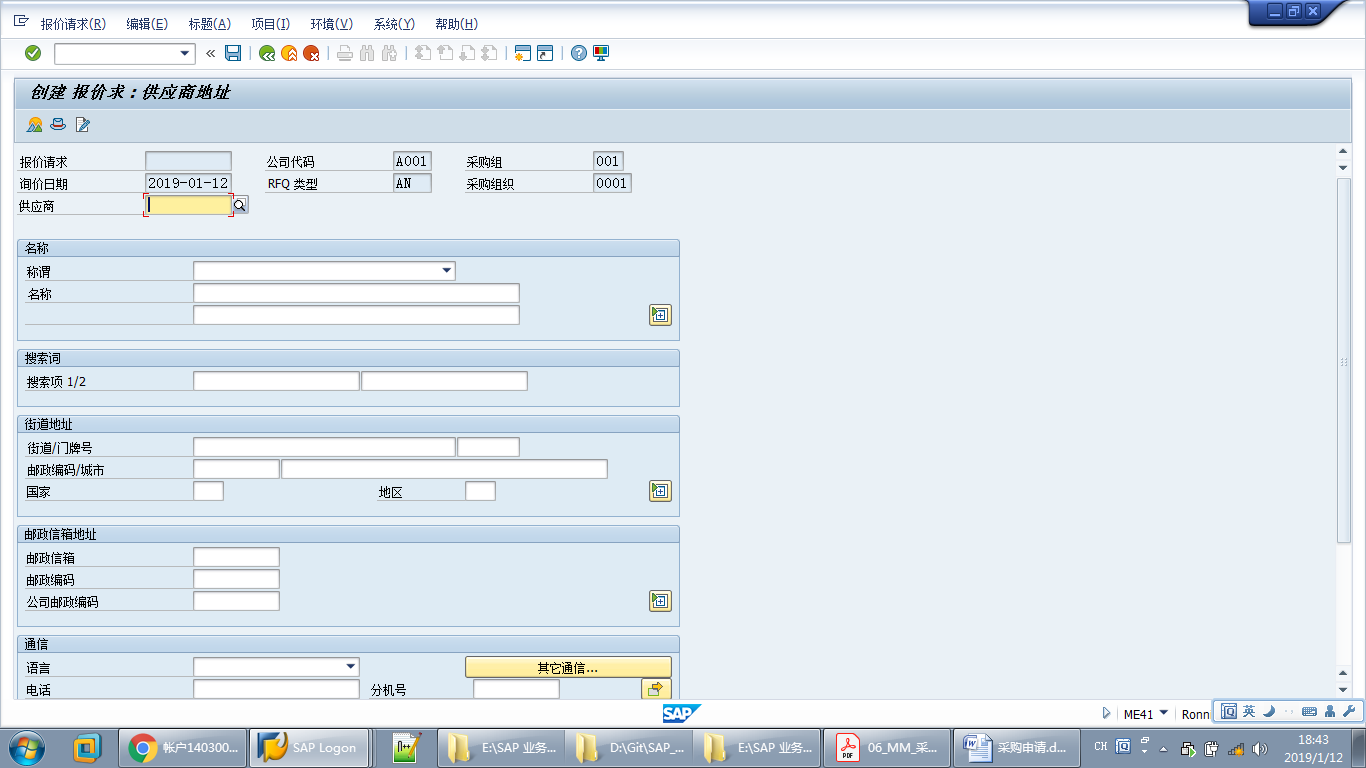 报价请求(R) 编辑(E) 标题(A) 项目(I) 环境(V) 系统(Y) 帮助(H)
创建 报价求：供应商地址
报价请求 公司代码 A001 采购组 001
询价日期 2019-01-12 RFQ 类型 AN 采购组织 0001
供应商
名称
称谓
名称
搜索词
搜索项 1/2
街道地址
街道/门牌号
邮政编码/城市
国家 地区
邮政信箱地址
邮政信箱
邮政编码
公司邮政编码
通信
语言 其它通信...
电话 分机号
SAP ME41 Ronn 英
帐户140300... SAP Logon E:\SAP 业务... D:\Git\SAP_... E:\SAP 业务... 06_MM_采... 采购申请.d... CH 18:43
2019/1/12